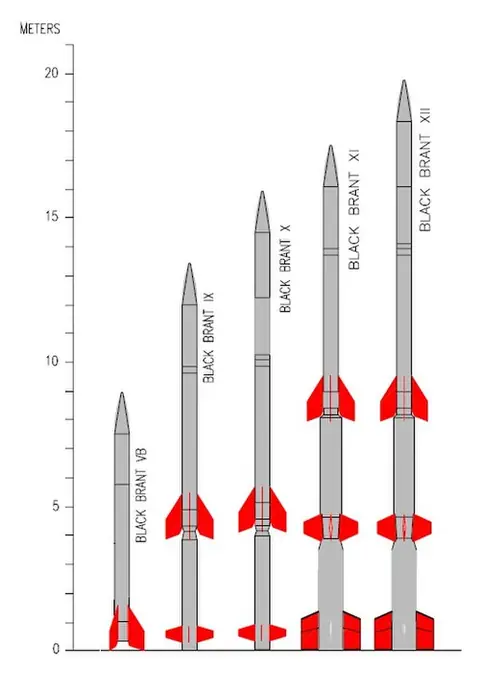 METERS
20
15
10
5
0
BLACK BRANT VB
BLACK BRANT IX
BLACK BRANT X
BLACK BRANT XI
BLACK BRANT XII